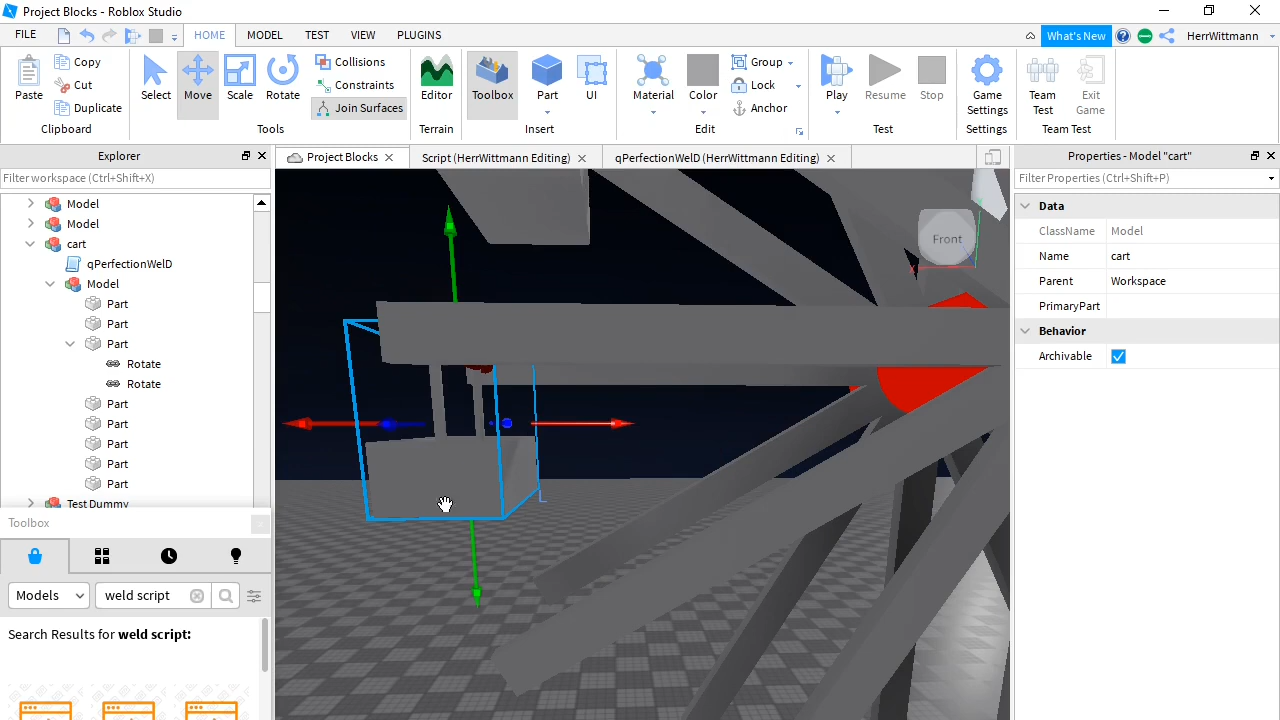 Project Blocks - Roblox Studio
FILE HOME MODEL TEST VIEW PLUGINS What's New HerrWittmann
Paste Copy Cut Duplicate Select Move Scale Rotate Collisions Constraints Join Surfaces Editor Toolbox Part UI Material Color Group Lock Anchor Play Resume Stop Game Settings Team Test Exit Game
Clipboard Tools Terrain Insert Edit Test Settings Team Test
Explorer
Filter workspace (Ctrl+Shift+X)
Model
Model
cart
qPerfectionWelD
Model
Part
Part
Part
Rotate
Rotate
Part
Part
Part
Part
Part
Test Dummy
Toolbox
Models weld script
Search Results for weld script:
Project Blocks Script (HerrWittmann Editing) qPerfectionWelD (HerrWittmann Editing)
Front
X
Properties - Model "cart"
Filter Properties (Ctrl+Shift+P)
Data
ClassName Model
Name cart
Parent Workspace
PrimaryPart
Behavior
Archivable